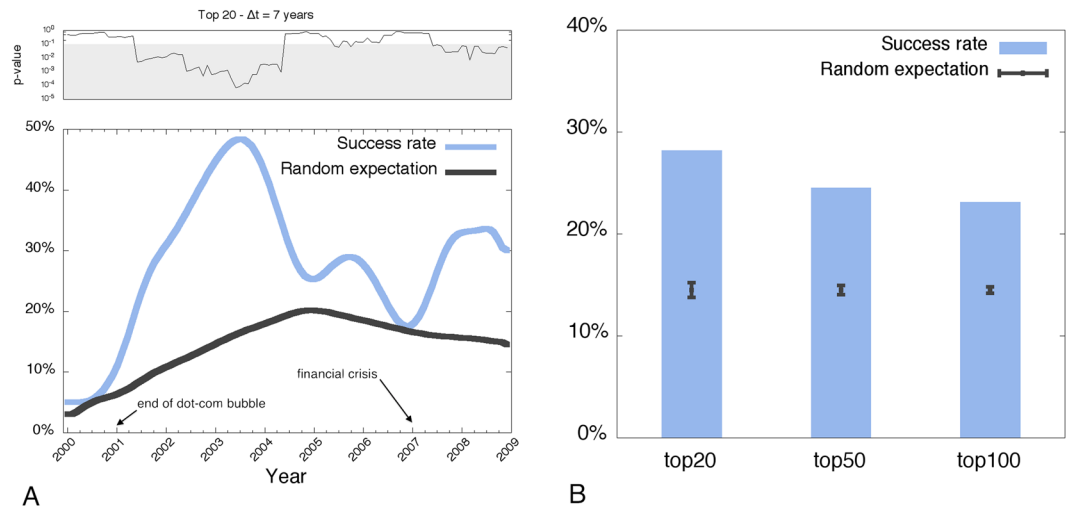 Top 20 - Δt = 7 years
p-value
10⁰
10⁻¹
10⁻²
10⁻³
10⁻⁴
10⁻⁵
50%
40%
30%
20%
10%
0%
Success rate
Random expectation
financial crisis
end of dot-com bubble
2000 2001 2002 2003 2004 2005 2006 2007 2008 2009
Year
A
40%
30%
20%
10%
0%
Success rate
Random expectation
top20 top50 top100
B